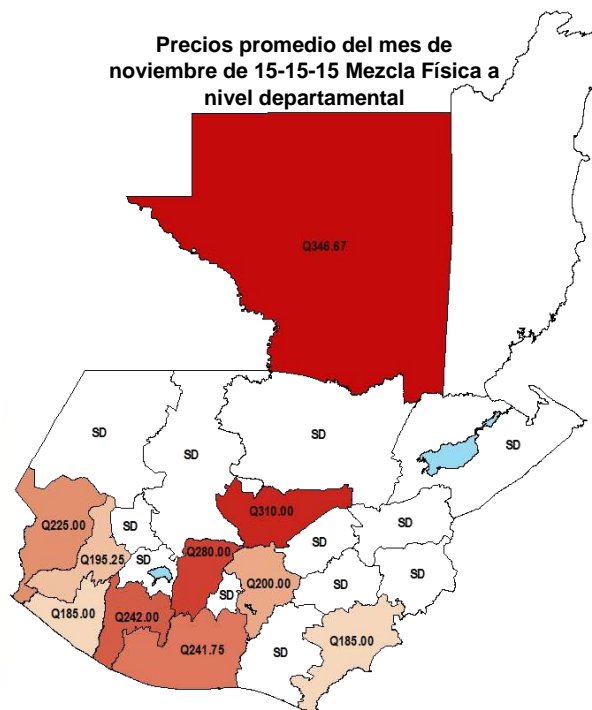 Precios promedio del mes de
noviembre de 15-15-15 Mezcla Física a
nivel departamental
Q346.67
SD
SD
SD
SD
Q310.00
Q225.00
SD
SD
SD
Q195.25
SD
Q280.00
SD
SD
Q200.00
SD
Q185.00
Q242.00
SD
Q185.00
Q241.75